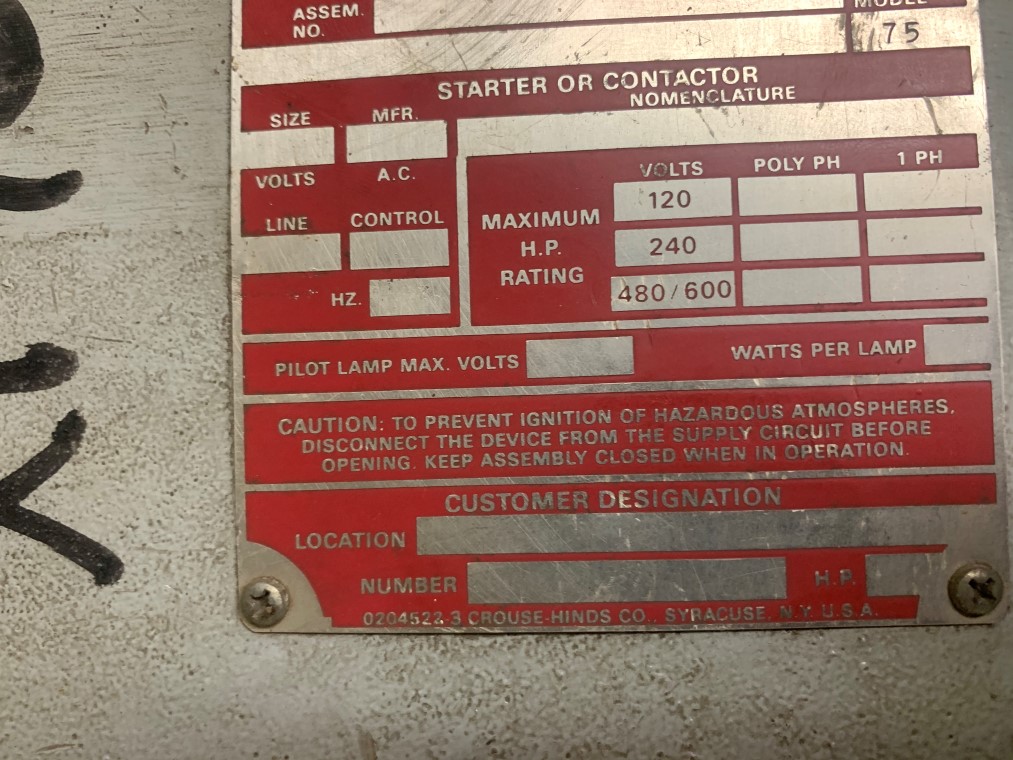 ASSEM.
NO.
MODEL
75
STARTER OR CONTACTOR
NOMENCLATURE
SIZE MFR.
VOLTS A.C.
LINE CONTROL
HZ.
MAXIMUM
H.P.
RATING
VOLTS POLY PH 1 PH
120
240
480/600
PILOT LAMP MAX. VOLTS WATTS PER LAMP
CAUTION: TO PREVENT IGNITION OF HAZARDOUS ATMOSPHERES,
DISCONNECT THE DEVICE FROM THE SUPPLY CIRCUIT BEFORE
OPENING. KEEP ASSEMBLY CLOSED WHEN IN OPERATION.
CUSTOMER DESIGNATION
LOCATION
NUMBER H.P.
0204522 3 CROUSE-HINDS CO., SYRACUSE, N.Y. U.S.A.